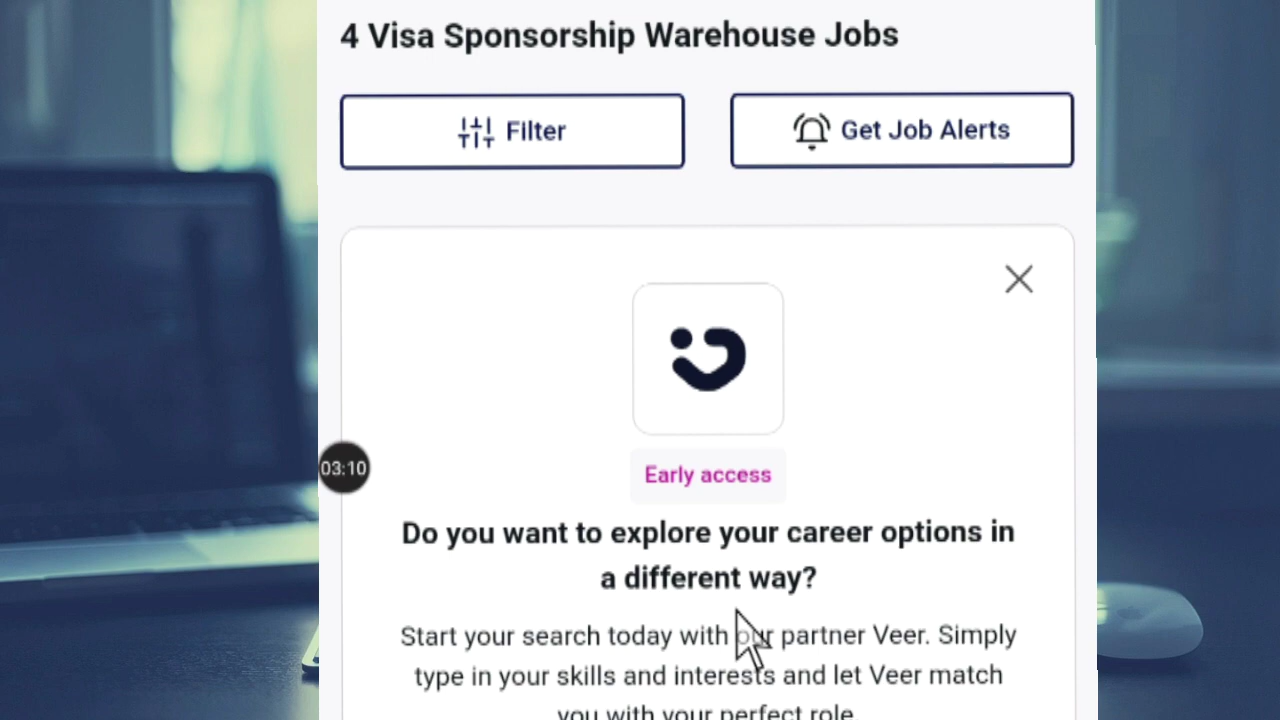 4 Visa Sponsorship Warehouse Jobs
Filter
Get Job Alerts
03:10
Early access
Do you want to explore your career options in
a different way?
Start your search today with our partner Veer. Simply
type in your skills and interests and let Veer match
you with your perfect role.